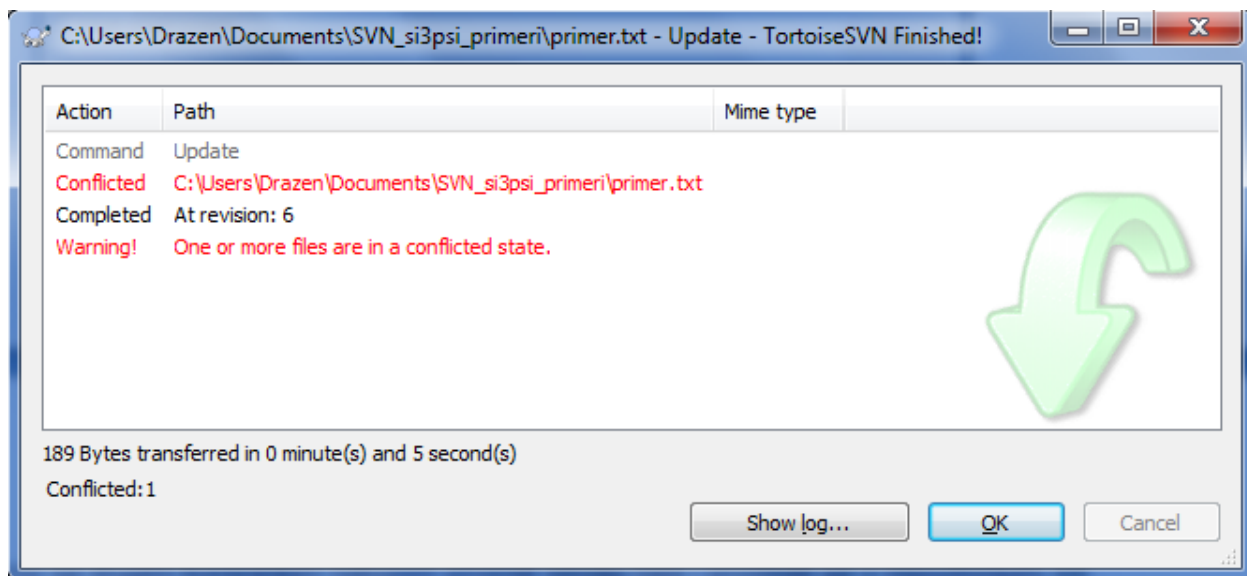 C:\Users\Drazen\Documents\SVN_si3psi_primeri\primer.txt - Update - TortoiseSVN Finished!
Action Path Mime type
Command Update
Conflicted C:\Users\Drazen\Documents\SVN_si3psi_primeri\primer.txt
Completed At revision: 6
Warning! One or more files are in a conflicted state.
189 Bytes transferred in 0 minute(s) and 5 second(s)
Conflicted:1
Show log... OK Cancel